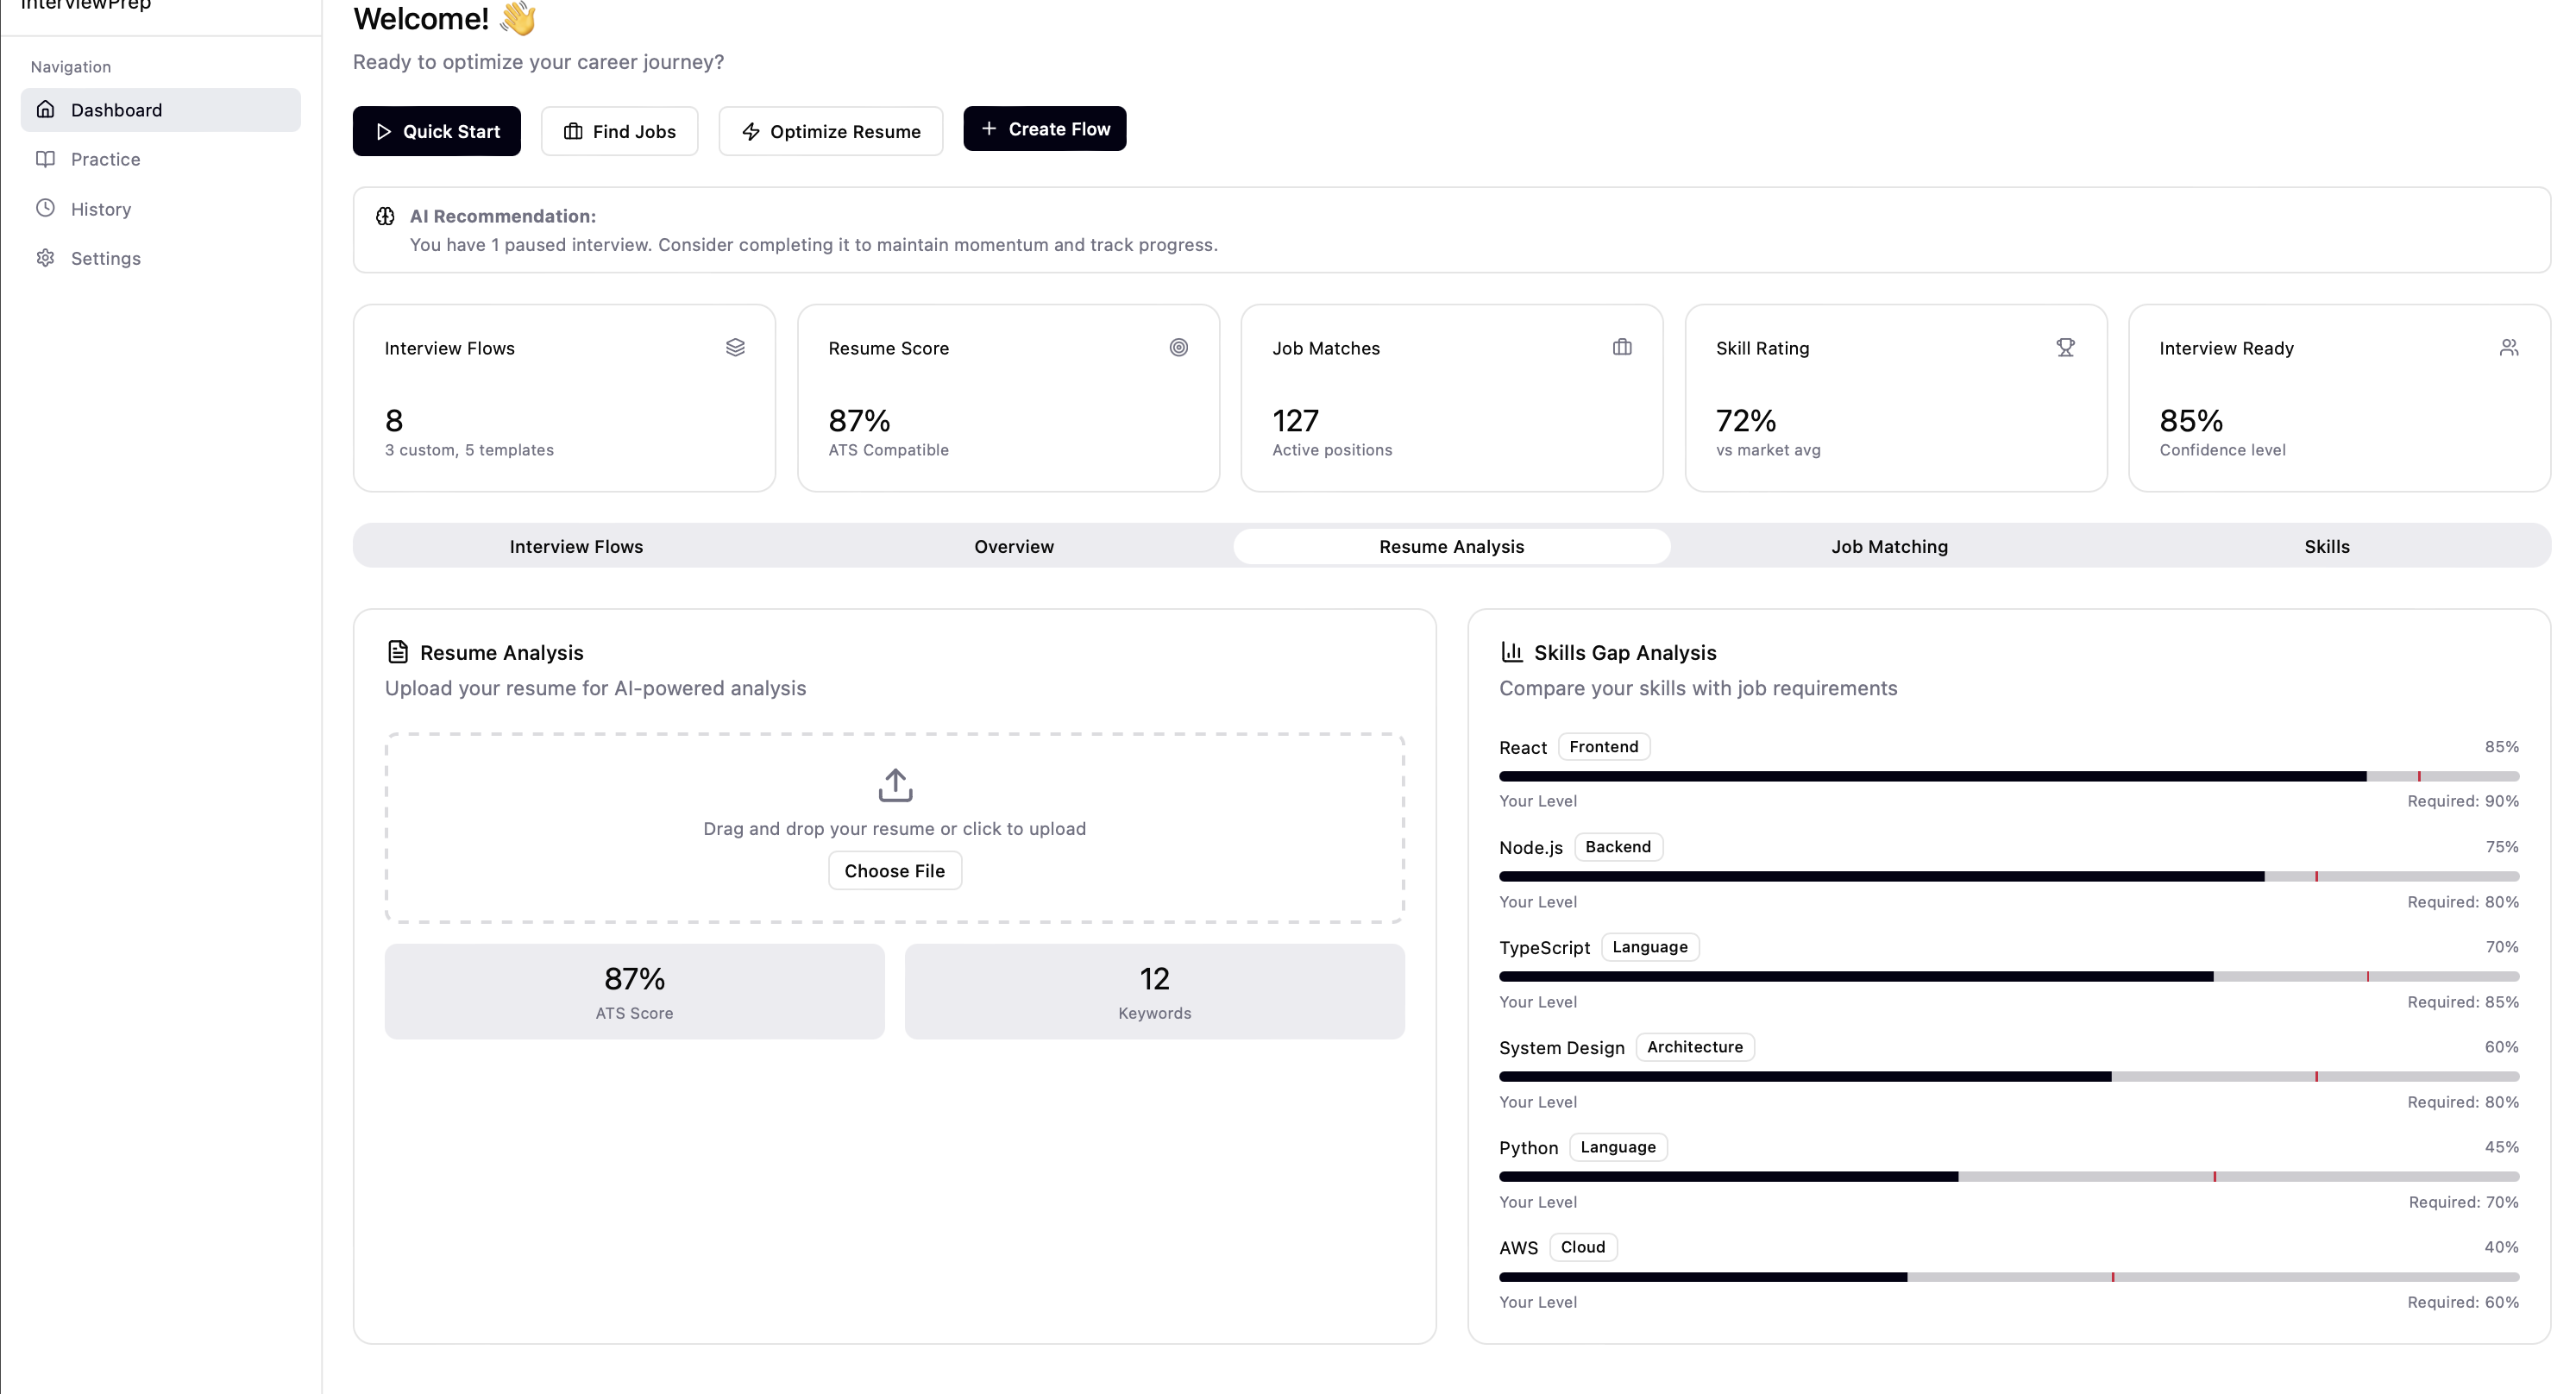 InterviewPrep
Navigation
Dashboard
Practice
History
Settings
Welcome! 👋
Ready to optimize your career journey?
Quick Start
Find Jobs
Optimize Resume
Create Flow
AI Recommendation:
You have 1 paused interview. Consider completing it to maintain momentum and track progress.
Interview Flows
8
3 custom, 5 templates
Resume Score
87%
ATS Compatible
Job Matches
127
Active positions
Skill Rating
72%
vs market avg
Interview Ready
85%
Confidence level
Interview Flows
Overview
Resume Analysis
Job Matching
Skills
Resume Analysis
Upload your resume for AI-powered analysis
Drag and drop your resume or click to upload
Choose File
87%
ATS Score
12
Keywords
Skills Gap Analysis
Compare your skills with job requirements
React Frontend 85%
Your Level Required: 90%
Node.js Backend 75%
Your Level Required: 80%
TypeScript Language 70%
Your Level Required: 85%
System Design Architecture 60%
Your Level Required: 80%
Python Language 45%
Your Level Required: 70%
AWS Cloud 40%
Your Level Required: 60%